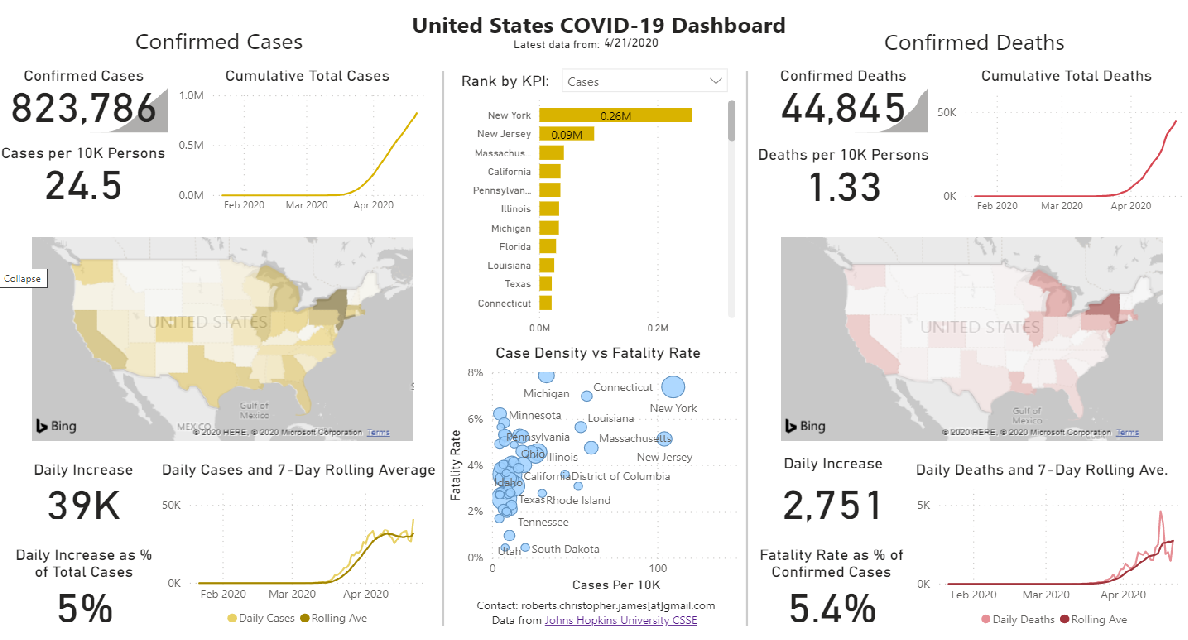 United States COVID-19 Dashboard
Latest data from: 4/21/2020
Confirmed Cases
Confirmed Cases
823,786
Cases per 10K Persons
24.5
Cumulative Total Cases
1.0M
0.5M
0.0M
Feb 2020 Mar 2020 Apr 2020
Collapse
UNITED STATES
Gulf of
Mexico
MEXICO
Bing
© 2020 HERE, © 2020 Microsoft Corporation Terms
Daily Increase
39K
Daily Increase as %
of Total Cases
5%
Daily Cases and 7-Day Rolling Average
50K
0K
Feb 2020 Mar 2020 Apr 2020
Daily Cases Rolling Ave
Rank by KPI: Cases
New York 0.26M
New Jersey 0.09M
Massachus...
California
Pennsylvan...
Illinois
Michigan
Florida
Louisiana
Texas
Connecticut
0.0M 0.2M
Case Density vs Fatality Rate
Fatality Rate
8%
6%
4%
2%
0%
Michigan
Connecticut
New York
Minnesota
Louisiana
Pennsylvania
Massachusetts
Ohio
Illinois
New Jersey
California
District of Columbia
Idaho
Texas
Rhode Island
Tennessee
Utah
South Dakota
0 100
Cases Per 10K
Contact: roberts.christopher.james[at]gmail.com
Data from Johns Hopkins University CSSE
Confirmed Deaths
Confirmed Deaths
44,845
Deaths per 10K Persons
1.33
Cumulative Total Deaths
50K
0K
Feb 2020 Mar 2020 Apr 2020
UNITED STATES
Gulf of
Mexico
Bing
© 2020 HERE, © 2020 Microsoft Corporation Terms
Daily Increase
2,751
Fatality Rate as % of
Confirmed Cases
5.4%
Daily Deaths and 7-Day Rolling Ave.
5K
0K
Feb 2020 Mar 2020 Apr 2020
Daily Deaths Rolling Ave